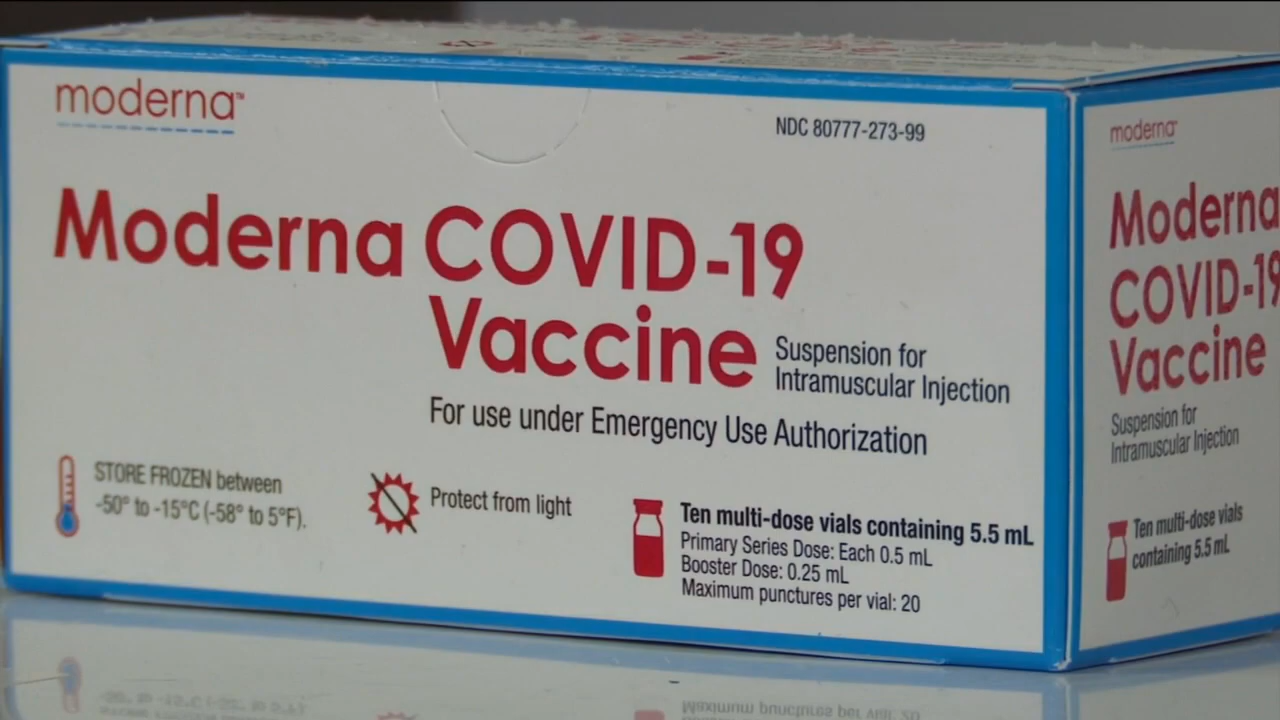 moderna™
NDC 80777-273-99
Moderna COVID-19
Vaccine
Suspension for
Intramuscular Injection
For use under Emergency Use Authorization
STORE FROZEN between
-50° to -15°C (-58° to 5°F).
Protect from light
Ten multi-dose vials containing 5.5 mL
Primary Series Dose: Each 0.5 mL
Booster Dose: 0.25 mL
Maximum punctures per vial: 20
moderna
Moderna
COVID-19
Vaccine
Suspension for
Intramuscular Injection
Ten multi-dose vials
containing 5.5 mL